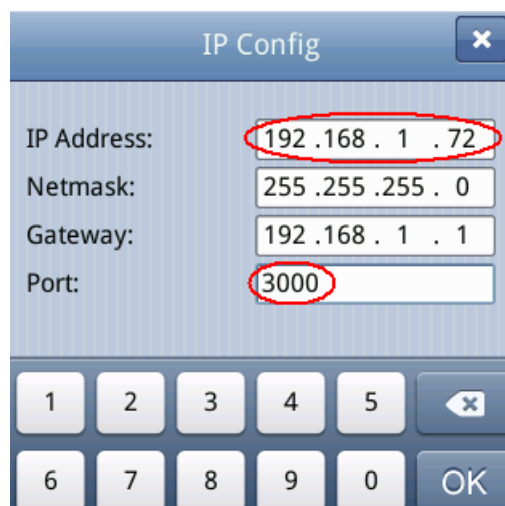 IP Config
IP Address: 192 .168 . 1 . 72
Netmask: 255 .255 .255 . 0
Gateway: 192 .168 . 1 . 1
Port: 3000
1 2 3 4 5
6 7 8 9 0 OK